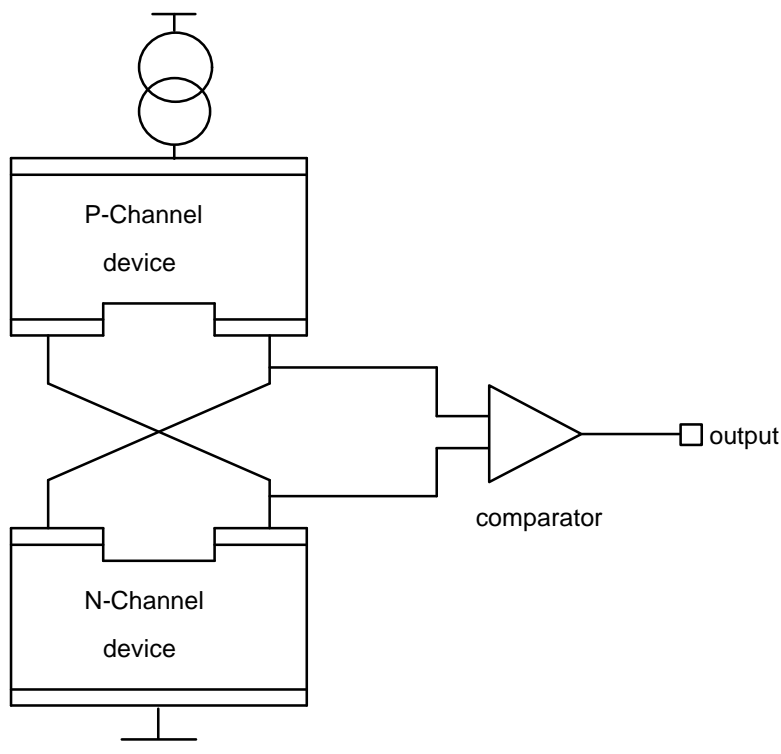 P-Channel
device
output
comparator
N-Channel
device